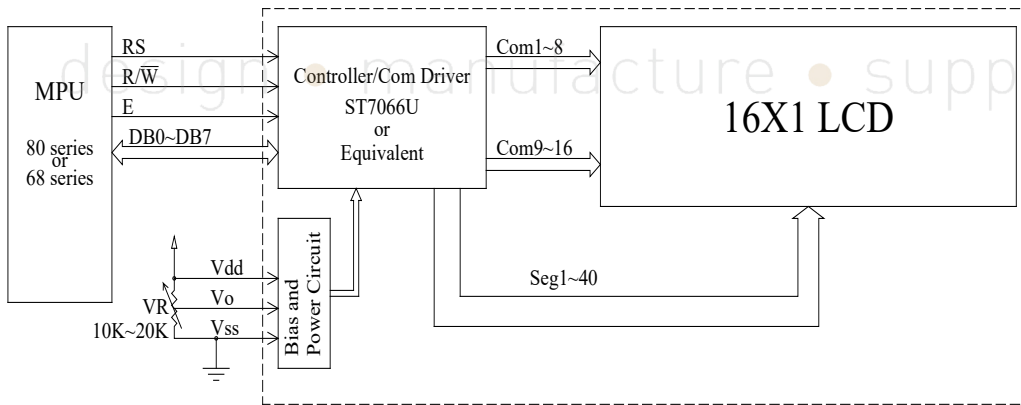 design • manufacture • supp
MPU
80 series
or
68 series
RS
R/W̅
E
DB0~DB7
Controller/Com Driver
ST7066U
or
Equivalent
Com1~8
Com9~16
16X1 LCD
Seg1~40
Vdd
Vo
VR
10K~20K
Vss
Bias and
Power Circuit